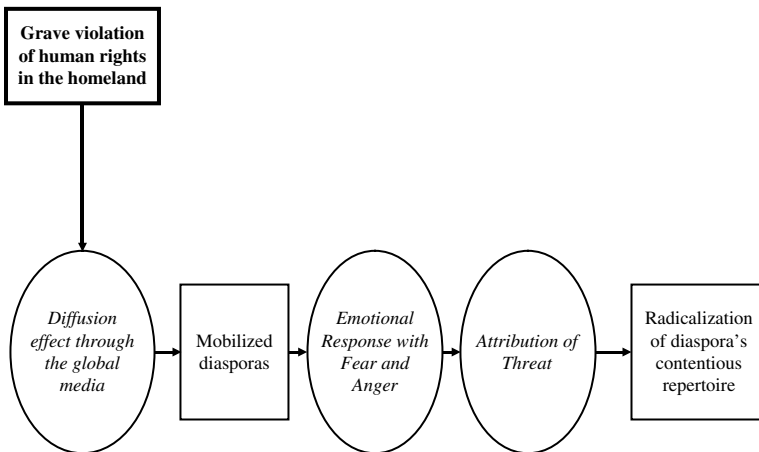 Grave violation
of human rights
in the homeland
Diffusion
effect through
the global
media
Mobilized
diasporas
Emotional
Response with
Fear and
Anger
Attribution of
Threat
Radicalization
of diaspora's
contentious
repertoire